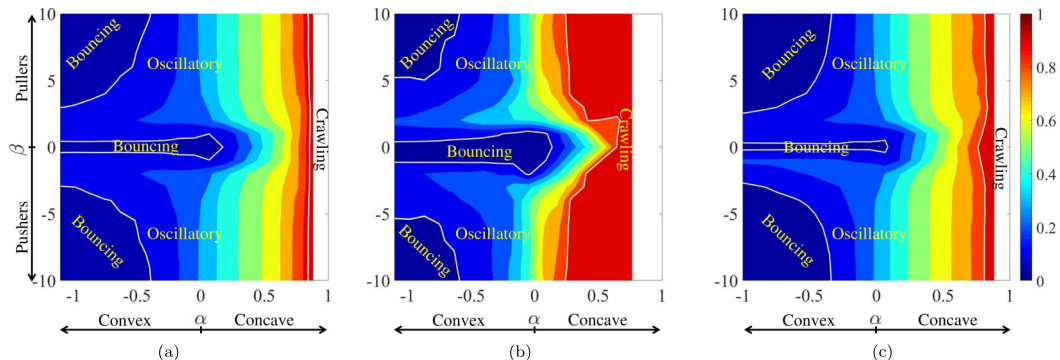 Pullers
β
Pushers
10
5
0
-5
-10
Bouncing
Oscillatory
Bouncing
Crawling
Bouncing
Oscillatory
-1
-0.5
0
0.5
1
Convex
α
Concave
(a)
10
5
0
-5
-10
Bouncing
Oscillatory
Bouncing
Crawling
Bouncing
Oscillatory
-1
-0.5
0
0.5
1
Convex
α
Concave
(b)
10
5
0
-5
-10
Bouncing
Oscillatory
Bouncing
Crawling
Bouncing
Oscillatory
-1
-0.5
0
0.5
1
Convex
α
Concave
(c)
1
0.8
0.6
0.4
0.2
0